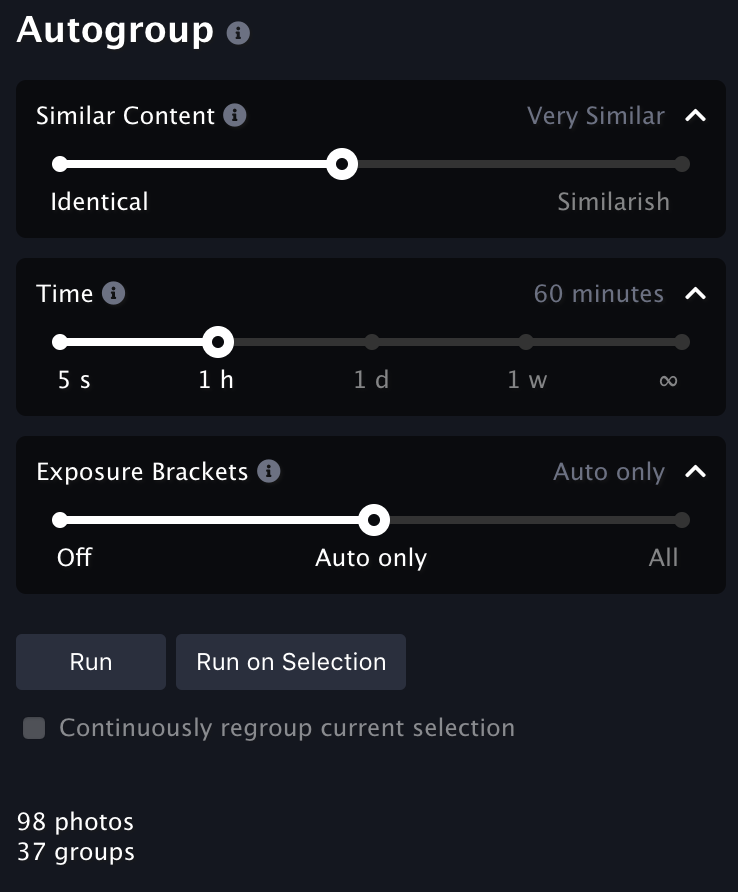 Autogroup
Similar Content Very Similar
Identical Similarish
Time 60 minutes
5 s 1 h 1 d 1 w ∞
Exposure Brackets Auto only
Off Auto only All
Run Run on Selection
Continuously regroup current selection
98 photos
37 groups